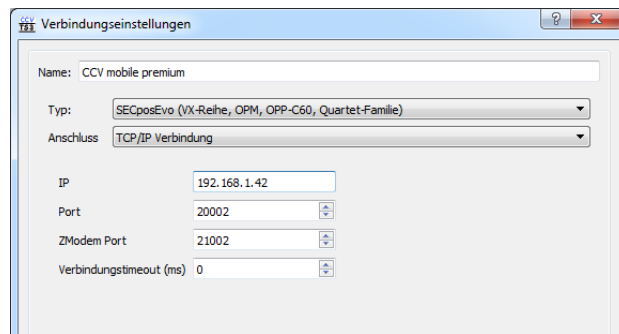 CCV
TSS Verbindungseinstellungen
Name: CCV mobile premium
Typ: SECposEvo (VX-Reihe, OPM, OPP-C60, Quartet-Familie)
Anschluss TCP/IP Verbindung
IP 192.168.1.42
Port 20002
ZModem Port 21002
Verbindungstimeout (ms) 0